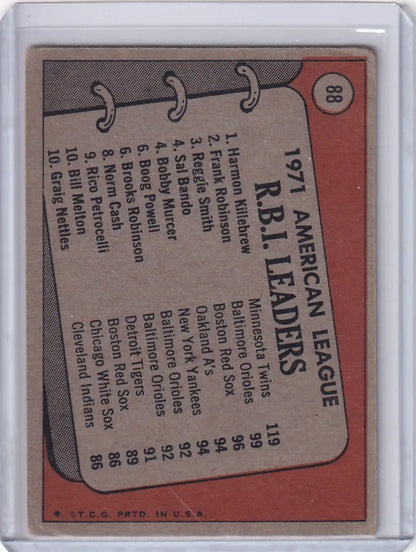 88
1971 AMERICAN LEAGUE
R.B.I. LEADERS
1. Harmon Killebrew Minnesota Twins 119
2. Frank Robinson Baltimore Orioles 99
3. Reggie Smith Boston Red Sox 96
4. Sal Bando Oakland A's 94
4. Bobby Murcer New York Yankees 94
6. Boog Powell Baltimore Orioles 92
6. Brooks Robinson Baltimore Orioles 92
8. Norm Cash Detroit Tigers 91
9. Rico Petrocelli Boston Red Sox 89
10. Bill Melton Chicago White Sox 86
10. Graig Nettles Cleveland Indians 86
* ©T.C.G. PRTD. IN U.S.A.